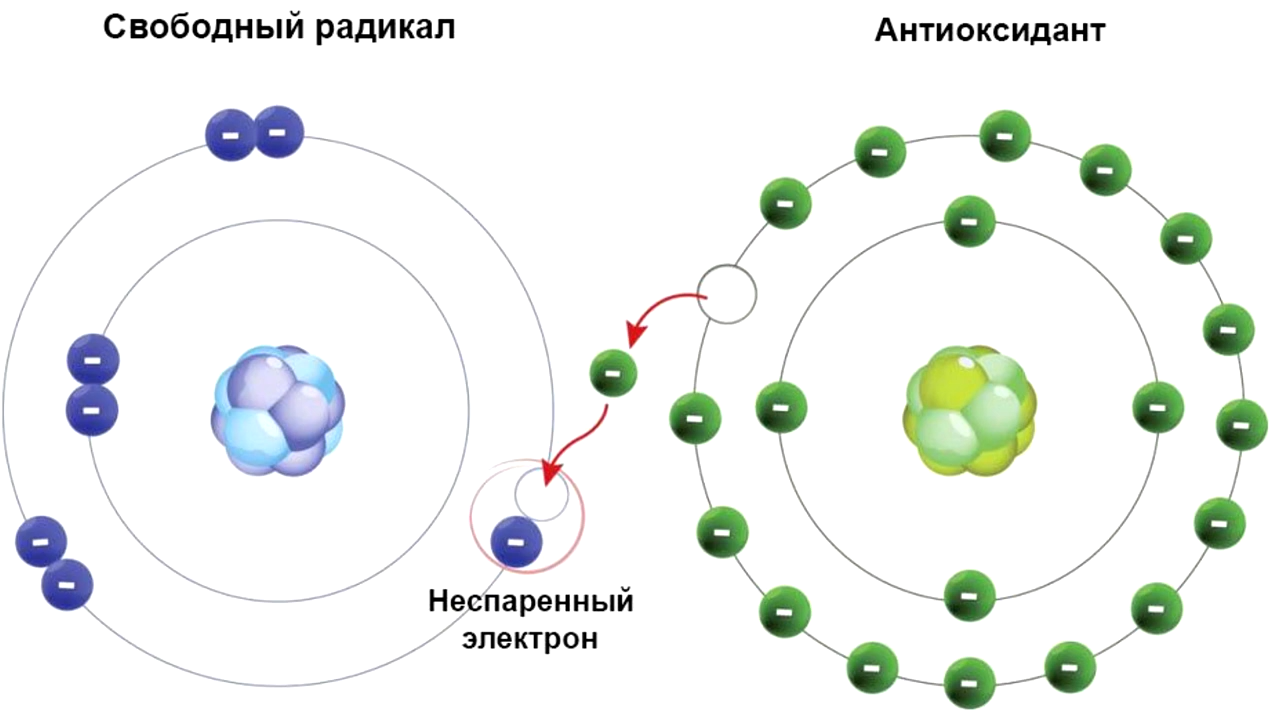 Свободный радикал
Антиоксидант
Неспаренный
электрон